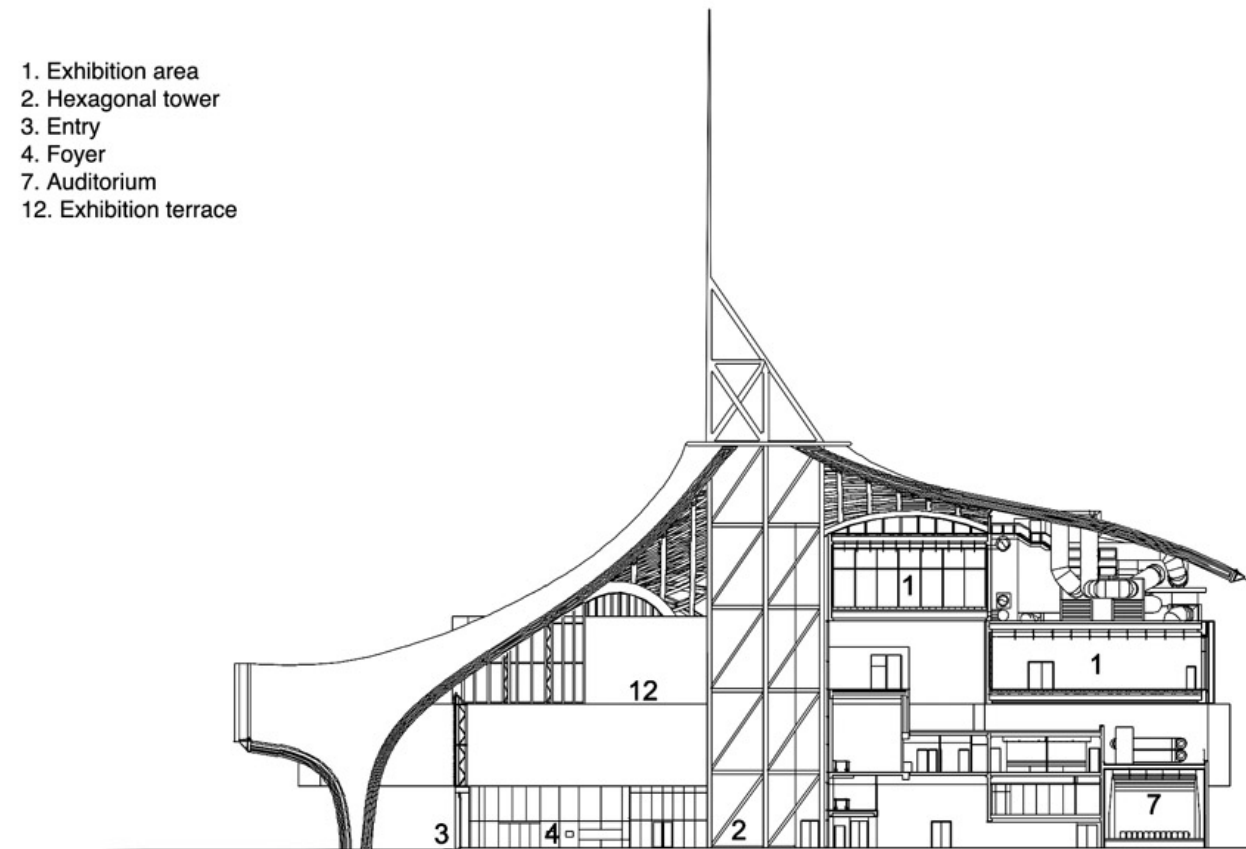 1. Exhibition area
2. Hexagonal tower
3. Entry
4. Foyer
7. Auditorium
12. Exhibition terrace
1
1
12
7
3
4
2